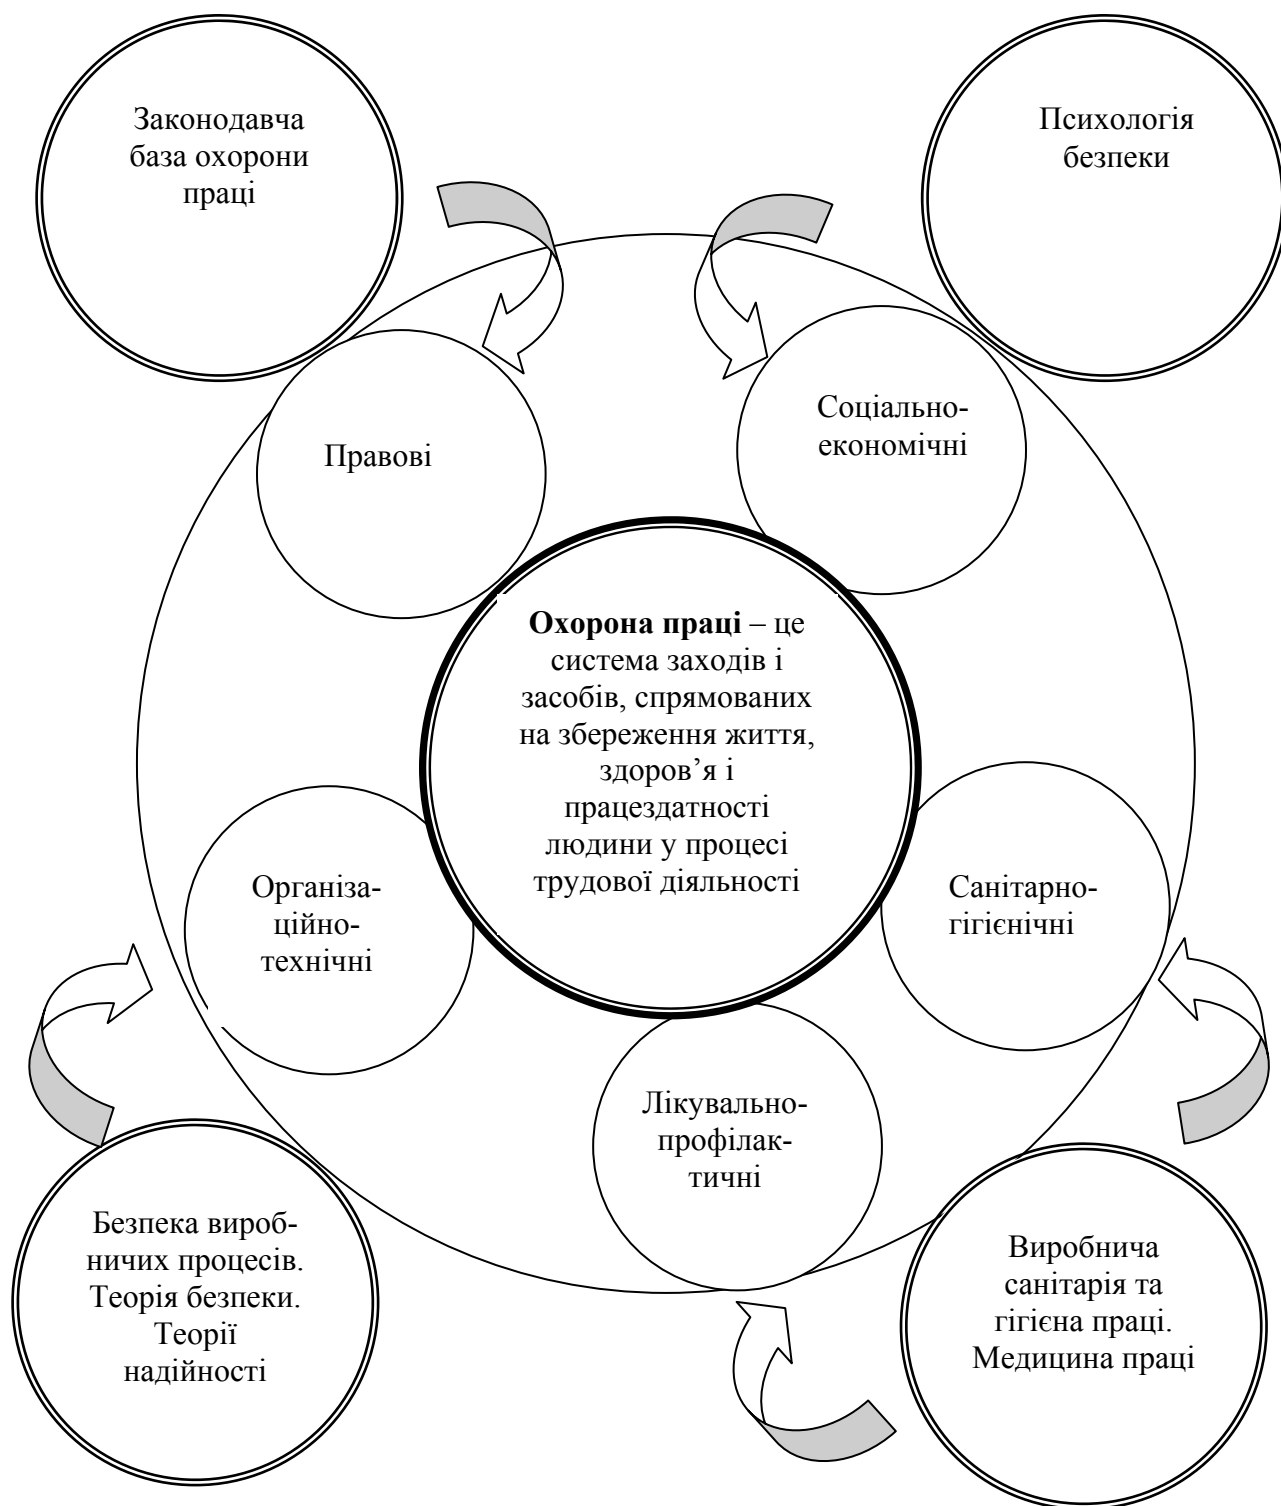 Законодавча
база охорони
праці
Психологія
безпеки
Правові
Соціально-
економічні
Охорона праці – це
система заходів і
засобів, спрямованих
на збереження життя,
здоров’я і
працездатності
людини у процесі
трудової діяльності
Організа-
ційно-
технічні
Санітарно-
гігієнічні
Лікувально-
профілак-
тичні
Безпека вироб-
ничих процесів.
Теорія безпеки.
Теорії
надійності
Виробнича
санітарія та
гігієна праці.
Медицина праці